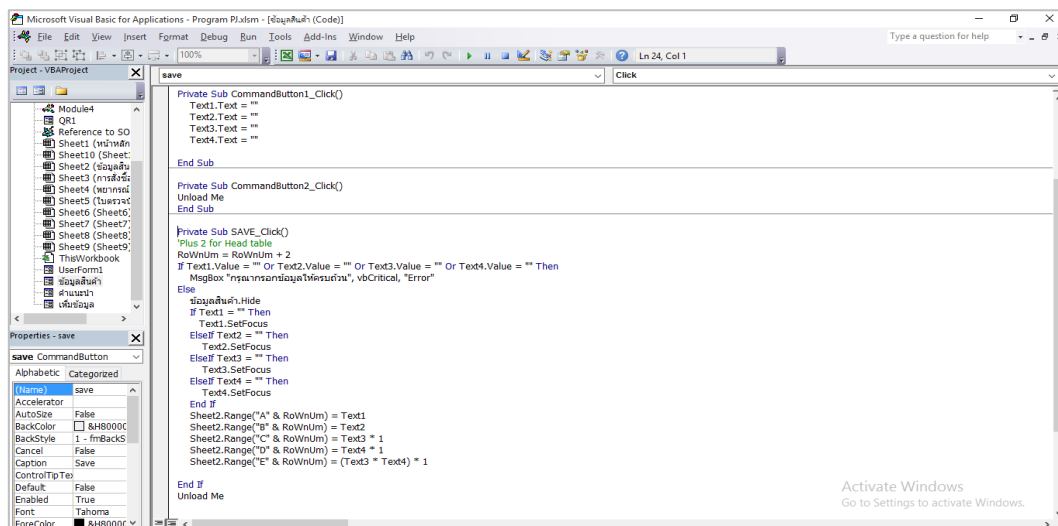 Microsoft Visual Basic for Applications - Program PJ.xlsm - [ข้อมูลสินค้า (Code)]
File Edit View Insert Format Debug Run Tools Add-Ins Window Help
Type a question for help
100%
Ln 24, Col 1
Project - VBAProject
save
Click
Module4
QR1
Reference to SO
Sheet1 (หน้าหลัก
Sheet10 (Sheet
Sheet2 (ข้อมูลสิน
Sheet3 (การสั่งซื้อ
Sheet4 (พยากรณ์
Sheet5 (ใบตรวจ
Sheet6 (Sheet6)
Sheet7 (Sheet7)
Sheet8 (Sheet8)
Sheet9 (Sheet9)
ThisWorkbook
UserForm1
ข้อมูลสินค้า
คำแนะนำ
เพิ่มข้อมูล
Properties - save
save CommandButton
Alphabetic Categorized
(Name) save
Accelerator
AutoSize False
BackColor &H80000
BackStyle 1 - fmBackS
Cancel False
Caption Save
ControlTipTex
Default False
Enabled True
Font Tahoma
ForeColor &H80000
Private Sub CommandButton1_Click()
Text1.Text = ""
Text2.Text = ""
Text3.Text = ""
Text4.Text = ""
End Sub
Private Sub CommandButton2_Click()
Unload Me
End Sub
Private Sub SAVE_Click()
'Plus 2 for Head table
RoWnUm = RoWnUm + 2
If Text1.Value = "" Or Text2.Value = "" Or Text3.Value = "" Or Text4.Value = "" Then
MsgBox "กรุณากรอกข้อมูลให้ครบถ้วน", vbCritical, "Error"
Else
ข้อมูลสินค้า.Hide
If Text1 = "" Then
Text1.SetFocus
ElseIf Text2 = "" Then
Text2.SetFocus
ElseIf Text3 = "" Then
Text3.SetFocus
ElseIf Text4 = "" Then
Text4.SetFocus
End If
Sheet2.Range("A" & RoWnUm) = Text1
Sheet2.Range("B" & RoWnUm) = Text2
Sheet2.Range("C" & RoWnUm) = Text3 * 1
Sheet2.Range("D" & RoWnUm) = Text4 * 1
Sheet2.Range("E" & RoWnUm) = (Text3 * Text4) * 1
End If
Unload Me
Activate Windows
Go to Settings to activate Windows.